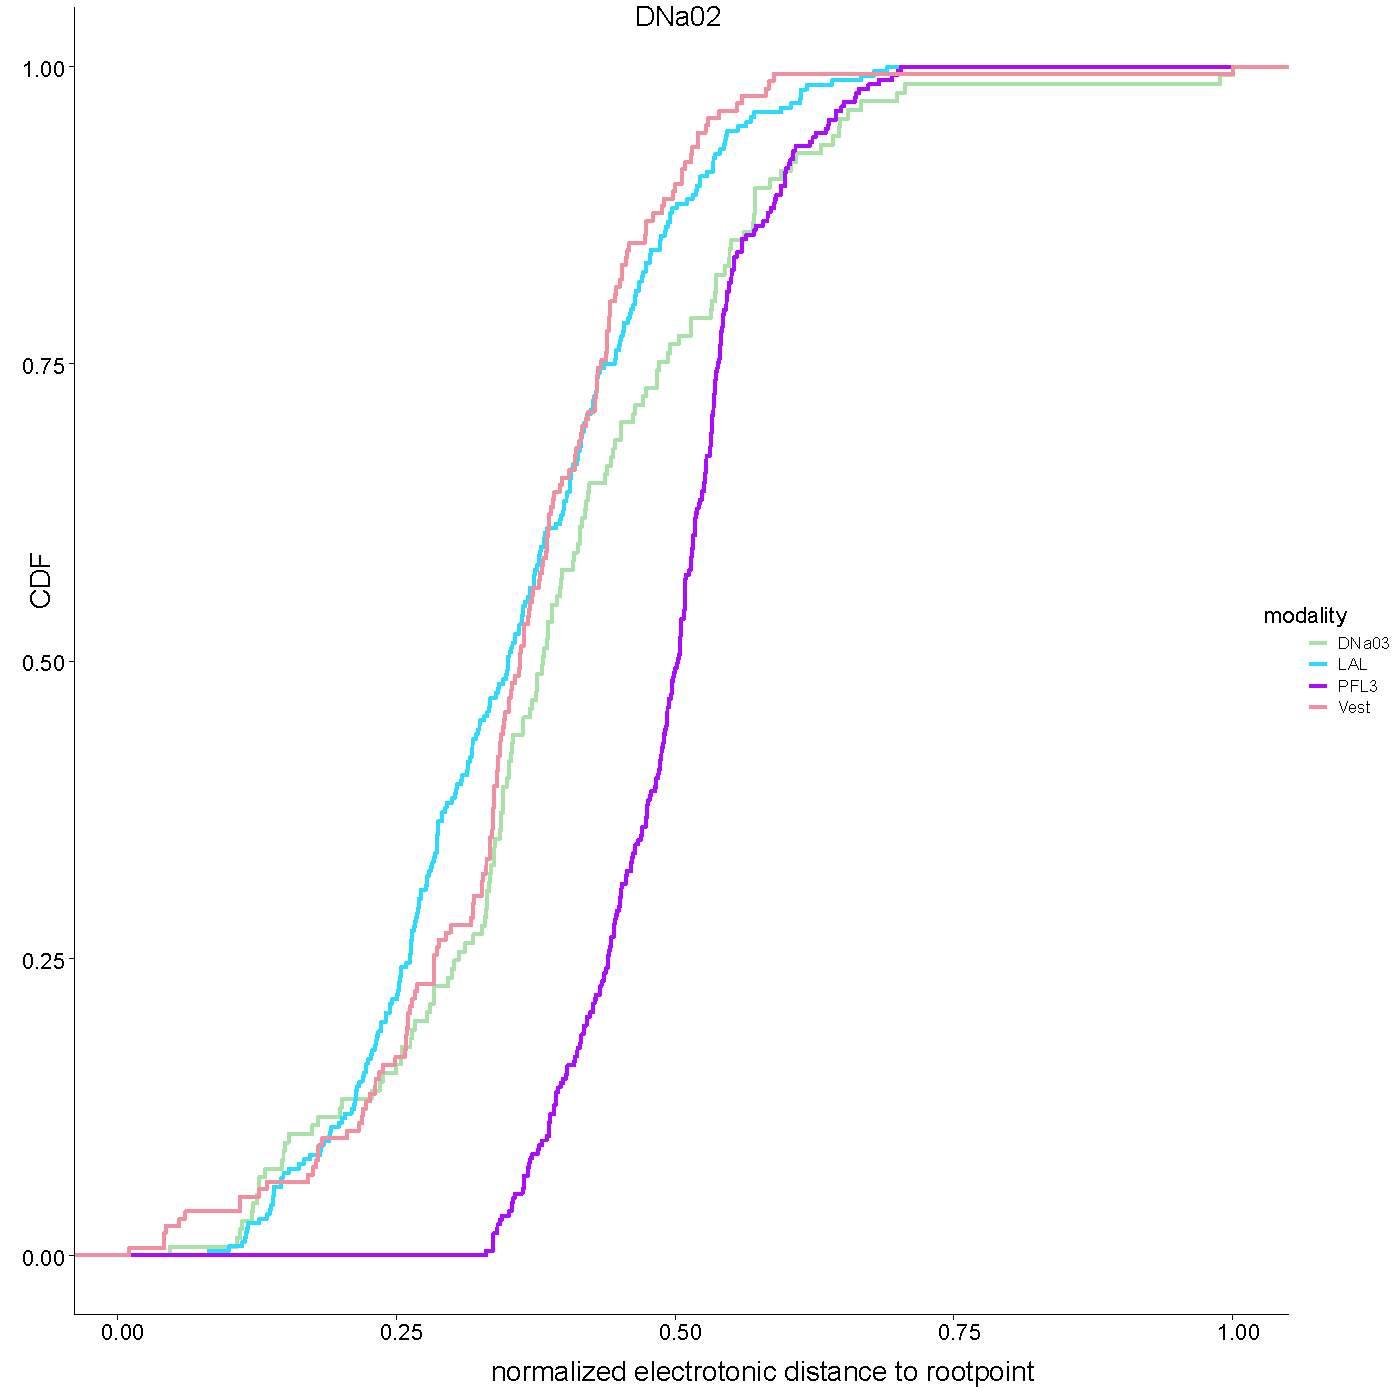 DNa02
1.00
0.75
0.50
0.25
0.00
CDF
0.00 0.25 0.50 0.75 1.00
normalized electrotonic distance to rootpoint
modality
DNa03
LAL
PFL3
Vest